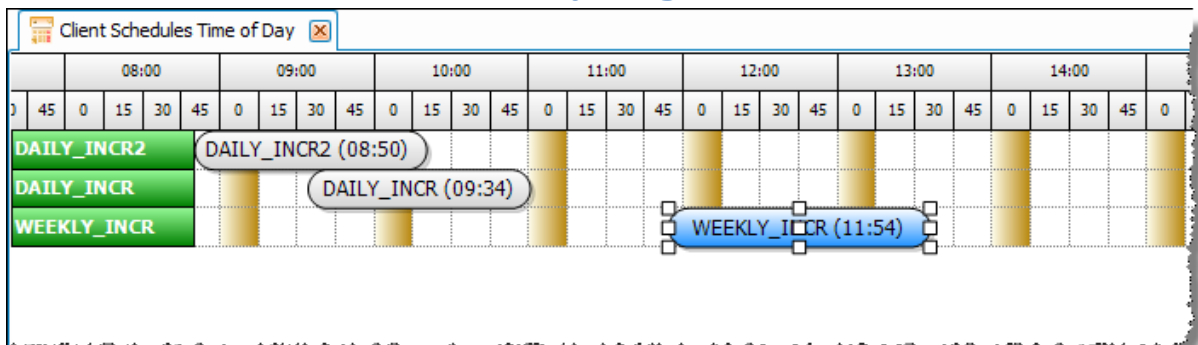 Client Schedules Time of Day
08:00 09:00 10:00 11:00 12:00 13:00 14:00
45 0 15 30 45 0 15 30 45 0 15 30 45 0 15 30 45 0 15 30 45 0 15 30 45 0 15 30 45 0
DAILY_INCR2 DAILY_INCR2 (08:50)
DAILY_INCR DAILY_INCR (09:34)
WEEKLY_INCR WEEKLY_INCR (11:54)